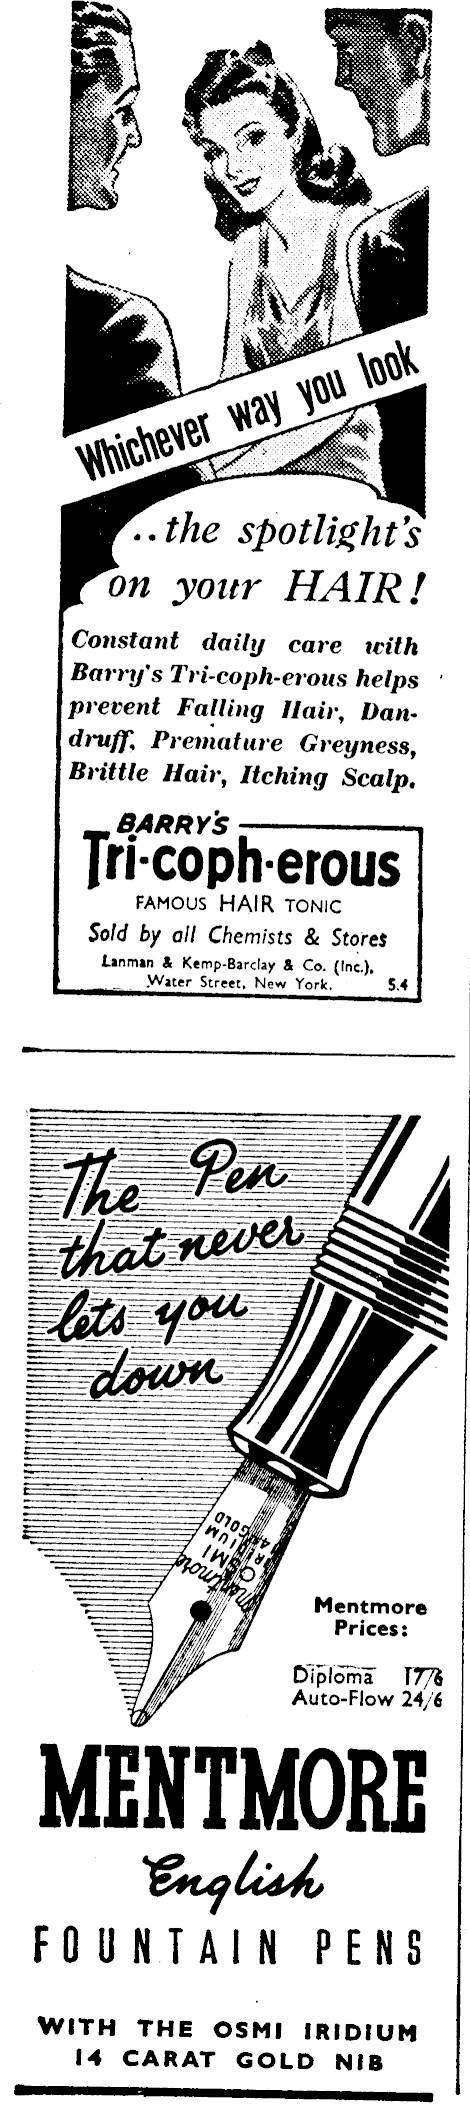 Whichever way you look
..the spotlight's
on your HAIR!
Constant daily care with
Barry's Tri-coph-erous helps
prevent Falling Hair, Dan-
druff, Premature Greyness,
Brittle Hair, Itching Scalp.
BARRY'S
Tri-coph-erous
FAMOUS HAIR TONIC
Sold by all Chemists & Stores
Lanman & Kemp-Barclay & Co. (Inc.),
Water Street, New York. 5.4
The Pen
that never
lets you
down
14 CAR GOLD
IRIDIUM
OSMI
Mentmore
Mentmore
Prices:
Diploma 17/6
Auto-Flow 24/6
MENTMORE
English
FOUNTAIN PENS
WITH THE OSMI IRIDIUM
14 CARAT GOLD NIB